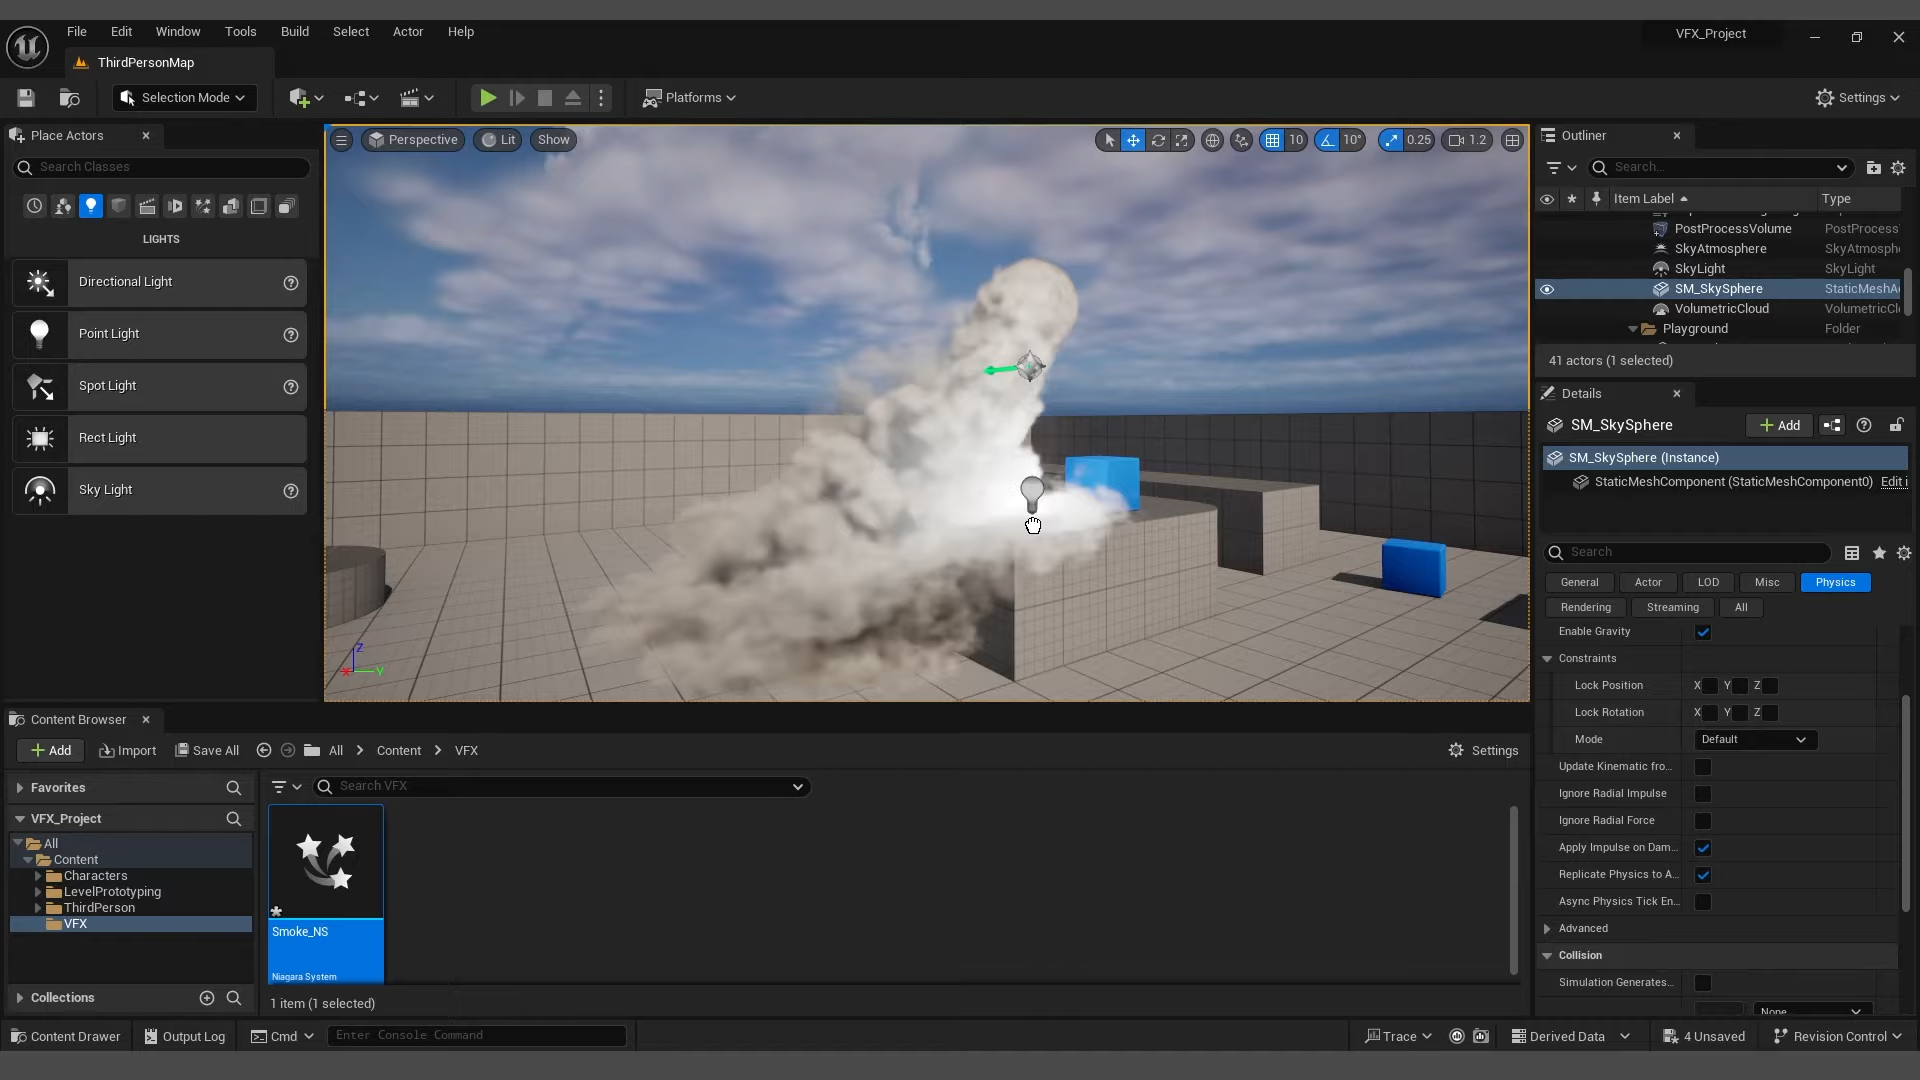 File Edit Window Tools Build Select Actor Help
VFX_Project
ThirdPersonMap
Selection Mode
Platforms
Settings
Place Actors
Search Classes
LIGHTS
Directional Light
Point Light
Spot Light
Rect Light
Sky Light
Perspective Lit Show
10 10° 0.25 1.2
Z
X Y
Outliner
Search...
Item Label Type
PostProcessVolume PostProcess
SkyAtmosphere SkyAtmosph
SkyLight SkyLight
SM_SkySphere StaticMeshA
VolumetricCloud VolumetricCl
Playground Folder
41 actors (1 selected)
Details
SM_SkySphere Add
SM_SkySphere (Instance)
StaticMeshComponent (StaticMeshComponent0) Edit i
Search
General Actor LOD Misc Physics
Rendering Streaming All
Enable Gravity
Constraints
Lock Position X Y Z
Lock Rotation X Y Z
Mode Default
Update Kinematic fro...
Ignore Radial Impulse
Ignore Radial Force
Apply Impulse on Dam...
Replicate Physics to A...
Async Physics Tick En...
Advanced
Collision
Simulation Generates...
None
Content Browser
Add Import Save All All Content VFX Settings
Favorites
Search VFX
VFX_Project
All
Content
Characters
LevelPrototyping
ThirdPerson
VFX
Collections
Smoke_NS
Niagara System
1 item (1 selected)
Content Drawer Output Log Cmd Enter Console Command Trace Derived Data 4 Unsaved Revision Control